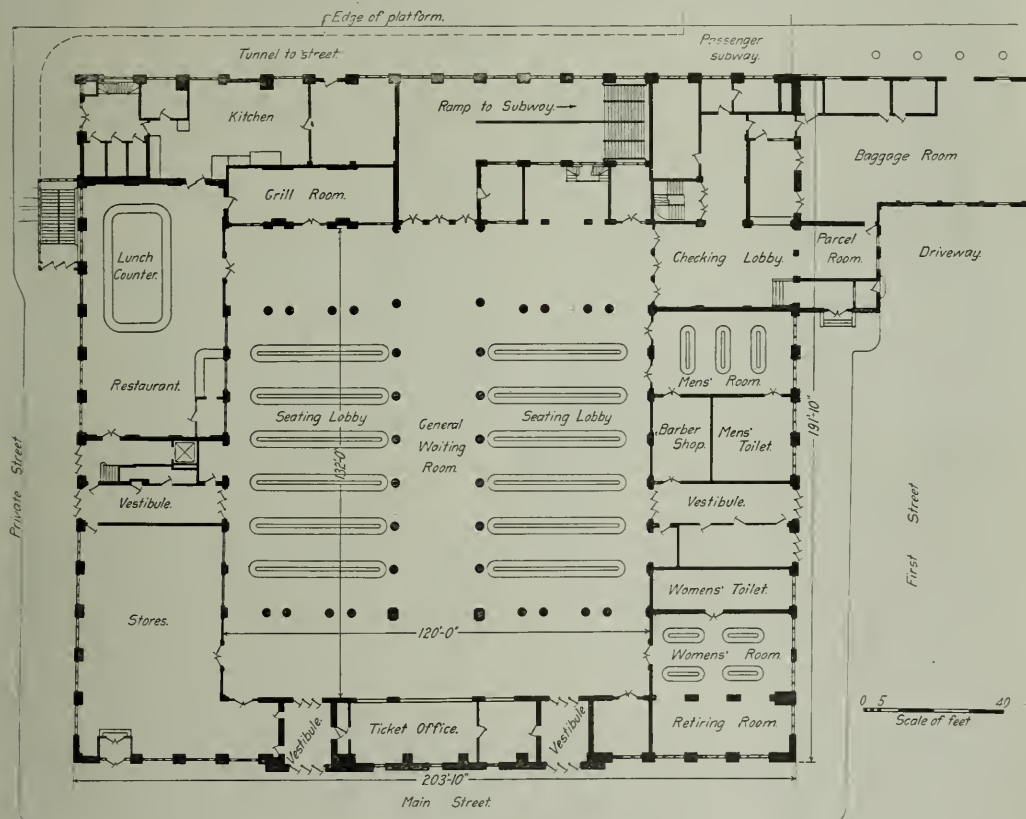 Edge of platform.
Tunnel to street.
Passenger
subway.
Kitchen
Ramp to Subway.
Baggage Room
Grill Room.
Lunch
Counter.
Checking Lobby.
Parcel
Room.
Driveway.
Restaurant.
Seating Lobby
General
Waiting
Room.
Seating Lobby
Mens' Room.
Barber
Shop.
Mens'
Toilet.
191'-10"
132'-0"
Private Street
Vestibule.
Vestibule.
First Street
Stores.
Womens' Toilet.
120'-0"
Womens' Room.
Vestibule.
Ticket Office.
Vestibule
Retiring Room.
0 5 40
Scale of feet
203'-10"
Main Street.